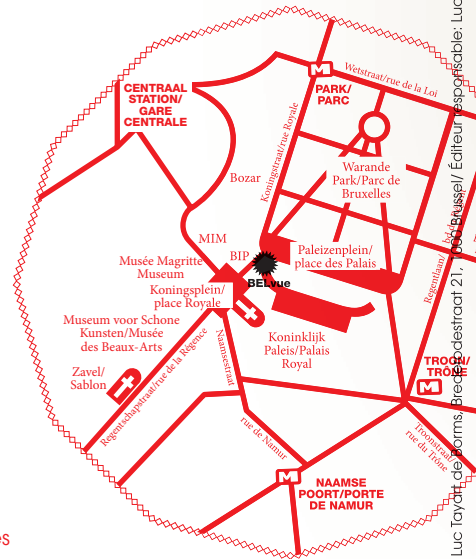 Wetstraat/rue de la Loi
PARK/
PARC
CENTRAAL
STATION/
GARE
CENTRALE
Koningstraat/rue Royale
Bozar
Warande
Park/Parc de
Bruxelles
MIM
BIP
Paleizenplein/
place des Palais
Musée Magritte
Museum
BELvue
Koningsplein/
place Royale
Regentlaan/
Museum voor Schone
Kunsten/Musée
des Beaux-Arts
Koninklijk
Paleis/Palais
Royal
Zavel/
Sablon
Regentschapstraat/rue de la Régence
Naamsestraat
rue de Namur
TROON/
TRÔNE
Troonstraat/
rue du Trône
NAAMSE
POORT/PORTE
DE NAMUR
es
Luc Tayart de Borms, Brederodestraat 21, 1000 Brussel/ Editeur responsable: Luc